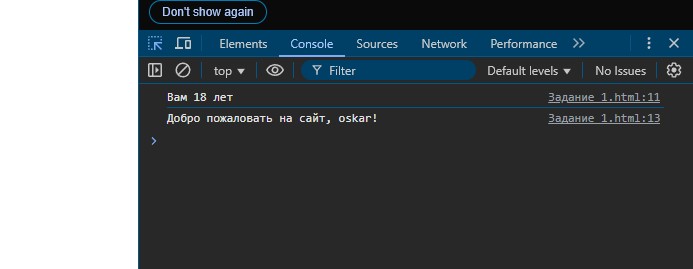 Don't show again
Elements Console Sources Network Performance
top Filter Default levels No Issues
Вам 18 лет Задание 1.html:11
Добро пожаловать на сайт, oskar! Задание 1.html:13